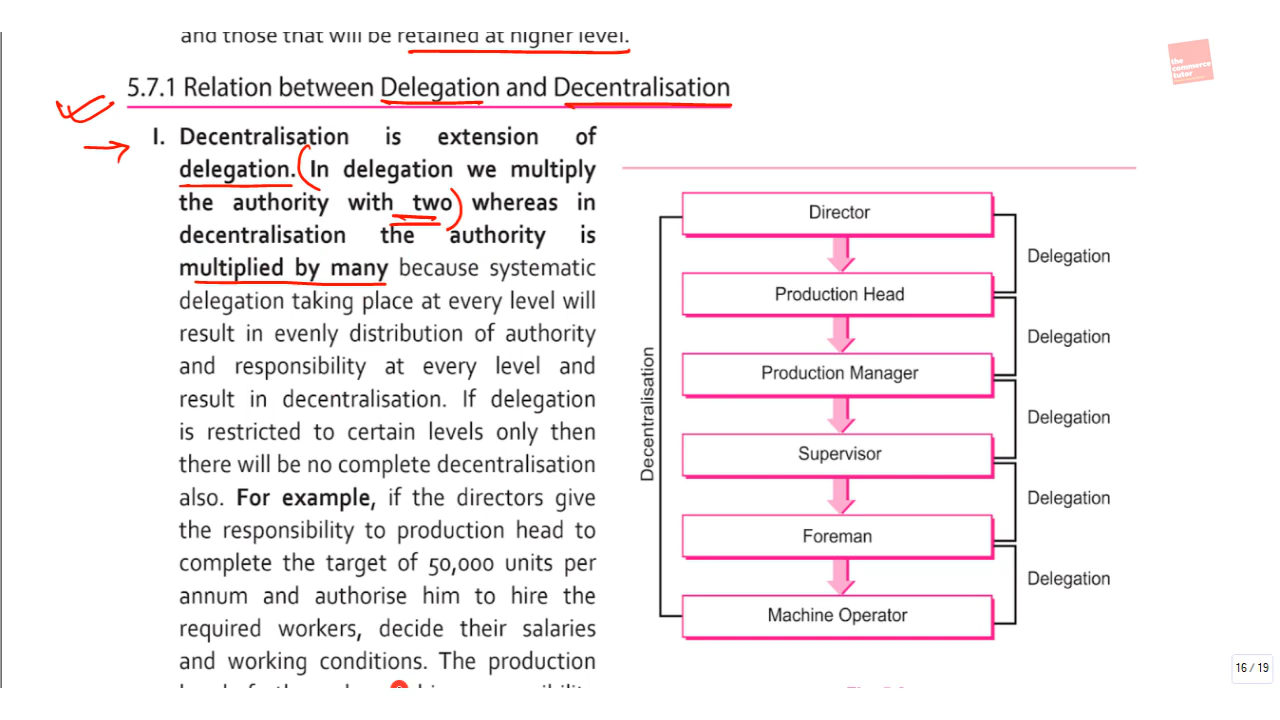 and those that will be retained at higher level.
the
commerce
tutor
5.7.1 Relation between Delegation and Decentralisation
I. Decentralisation is extension of
delegation. In delegation we multiply
the authority with two whereas in
decentralisation the authority is
multiplied by many because systematic
delegation taking place at every level will
result in evenly distribution of authority
and responsibility at every level and
result in decentralisation. If delegation
is restricted to certain levels only then
there will be no complete decentralisation
also. For example, if the directors give
the responsibility to production head to
complete the target of 50,000 units per
annum and authorise him to hire the
required workers, decide their salaries
and working conditions. The production
Decentralisation
Director
Delegation
Production Head
Delegation
Production Manager
Delegation
Supervisor
Delegation
Foreman
Delegation
Machine Operator
16 / 19